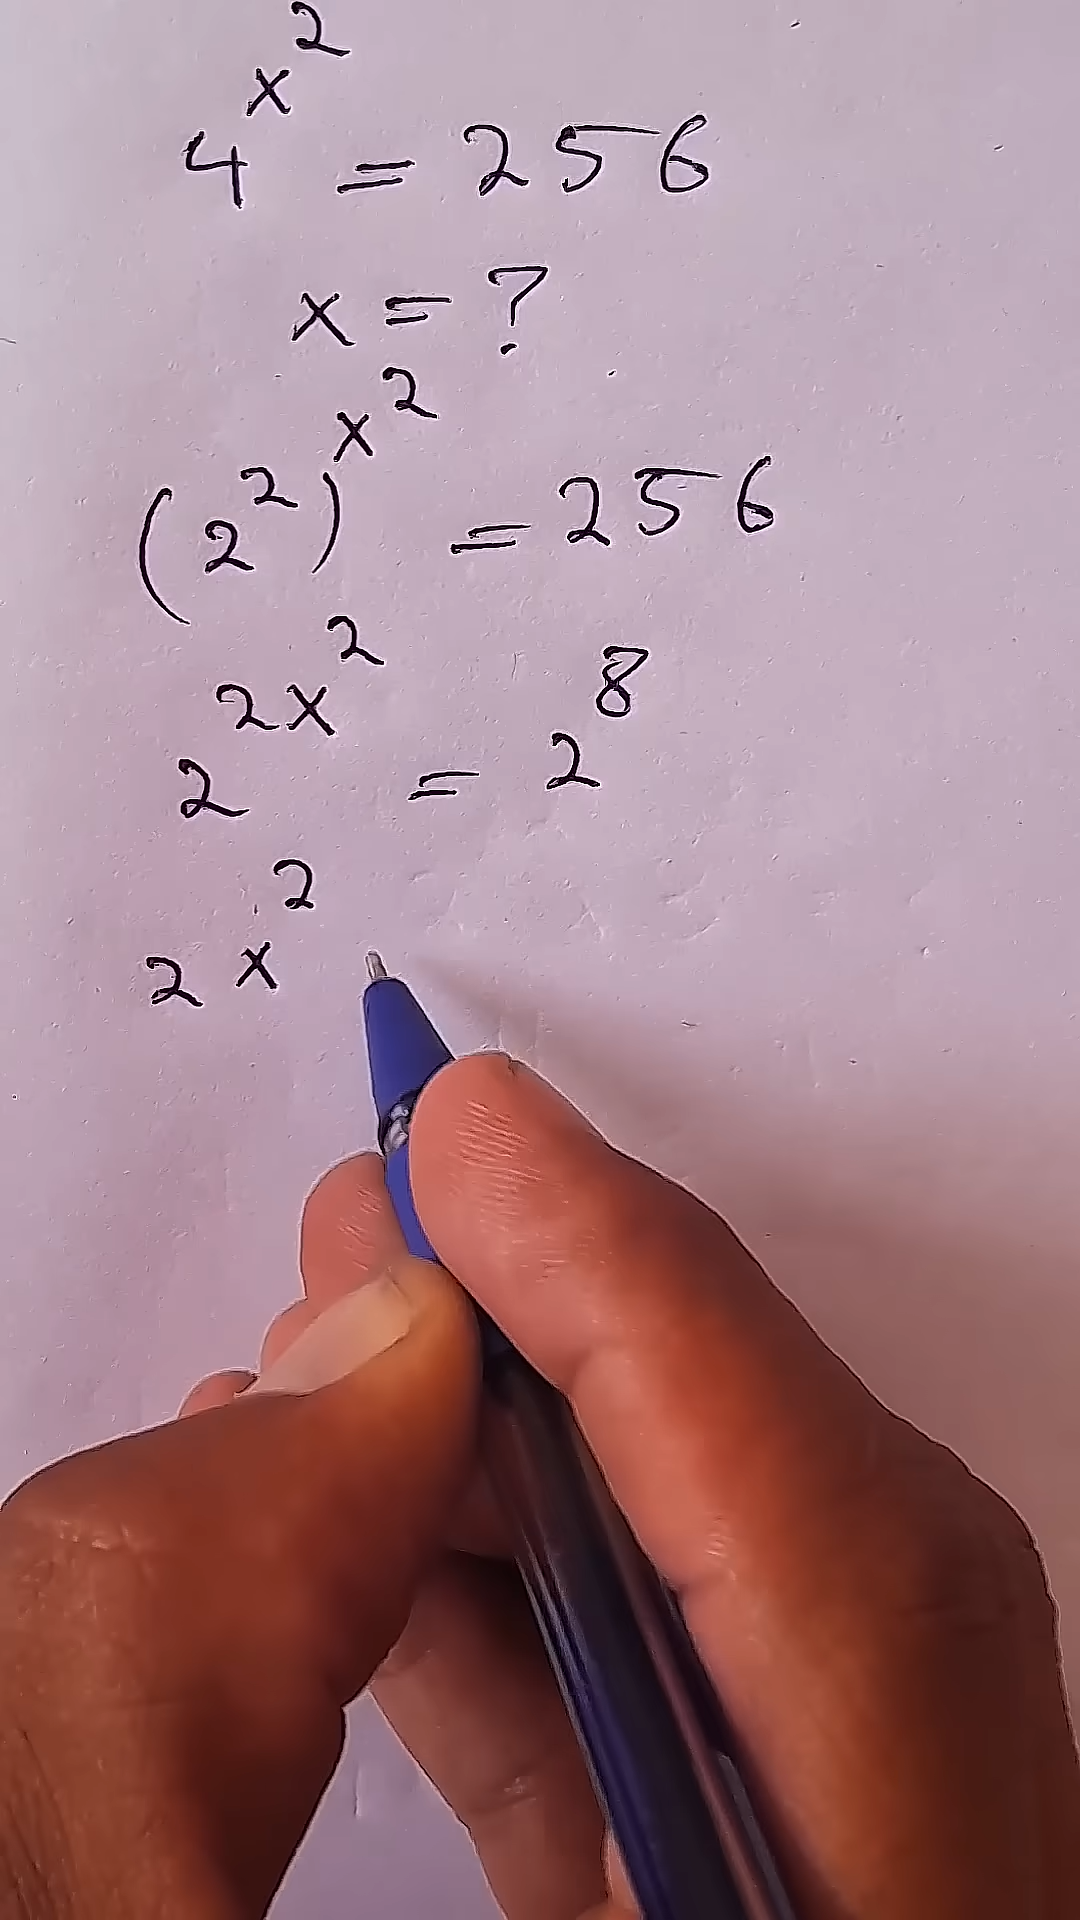 4^x^2 = 256
x = ?
(2^2)^x^2 = 256
2^2x^2 = 2^8
2x^2